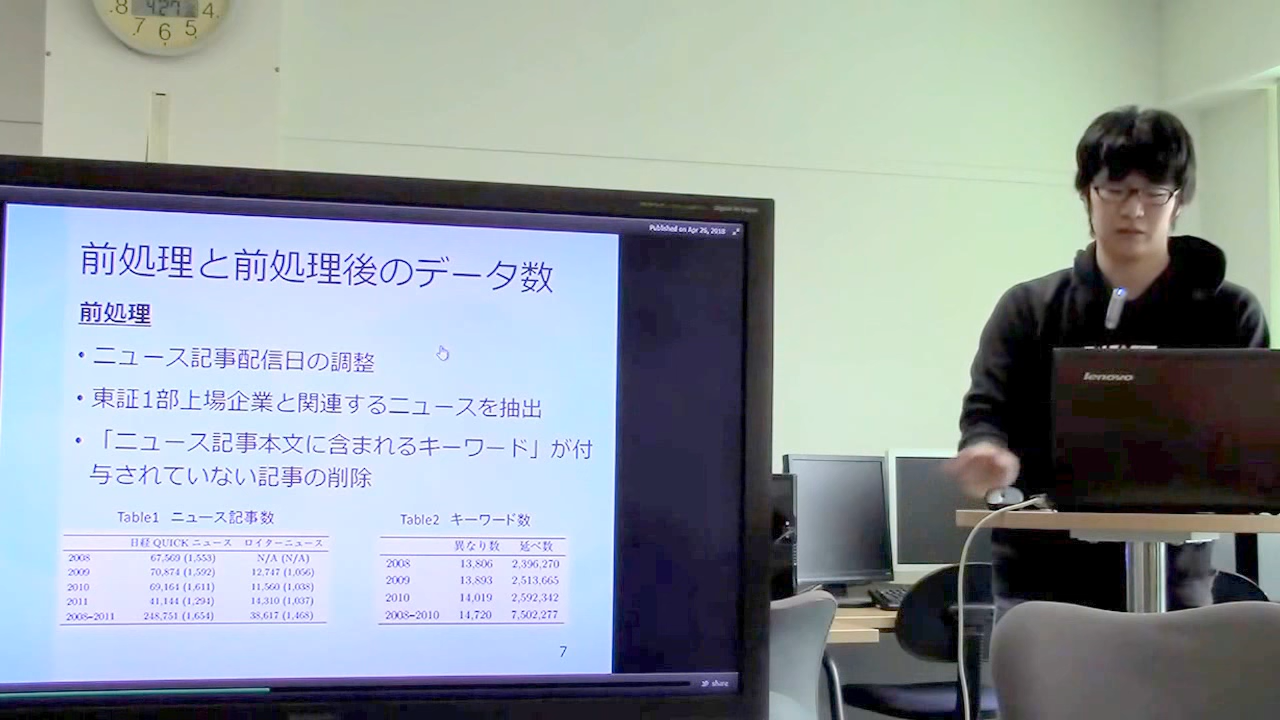 8
427
4
7
6
5
Published on Apr 26, 2018
前処理と前処理後のデータ数
前処理
• ニュース記事配信日の調整
• 東証1部上場企業と関連するニュースを抽出
• 「ニュース記事本文に含まれるキーワード」が付
与されていない記事の削除
Table1 ニュース記事数
日経 QUICK ニュース ロイターニュース
2008 67,569 (1,553) N/A (N/A)
2009 70,874 (1,592) 12,747 (1,056)
2010 69,164 (1,611) 11,560 (1,038)
2011 41,144 (1,294) 14,310 (1,037)
2008-2011 248,751 (1,654) 38,617 (1,468)
Table2 キーワード数
異なり数 延べ数
2008 13,806 2,396,270
2009 13,893 2,513,665
2010 14,019 2,592,342
2008-2010 14,720 7,502,277
7
share
lenovo